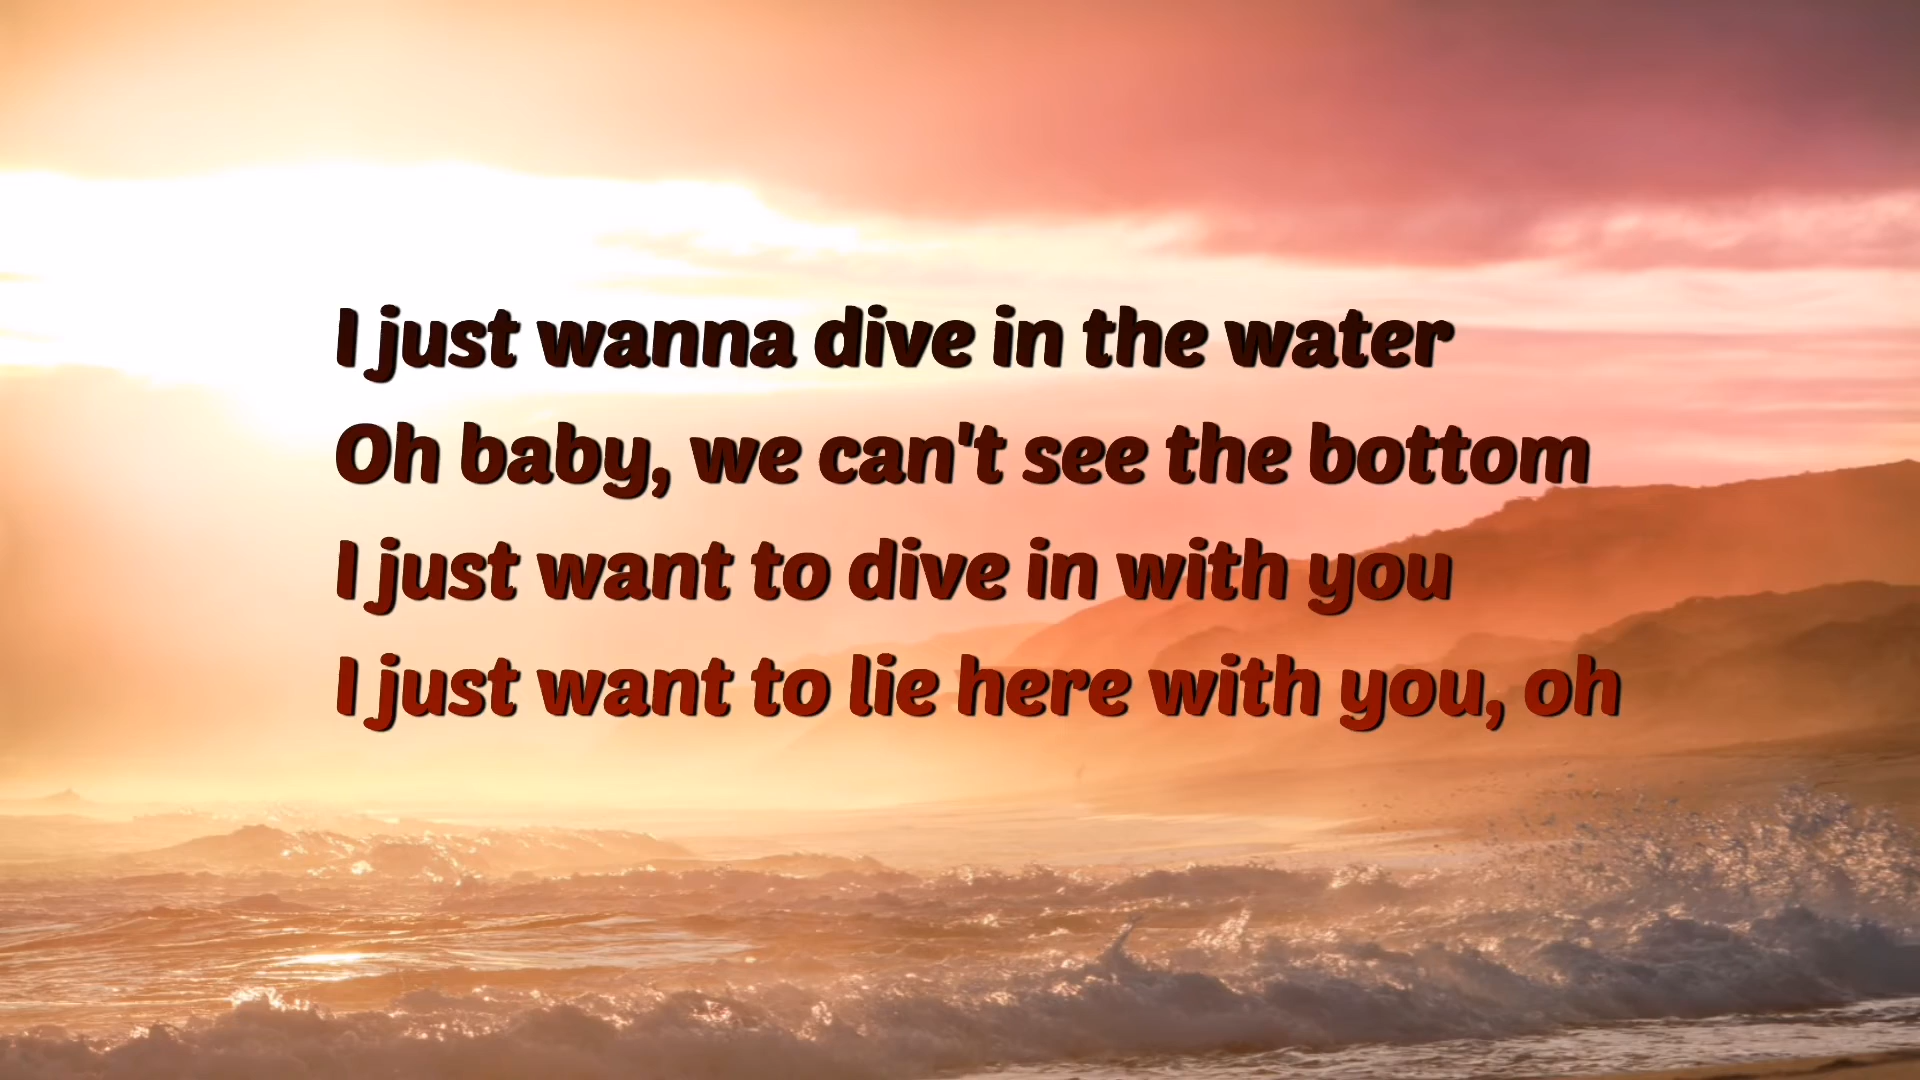 I just wanna dive in the water
Oh baby, we can't see the bottom
I just want to dive in with you
I just want to lie here with you, oh